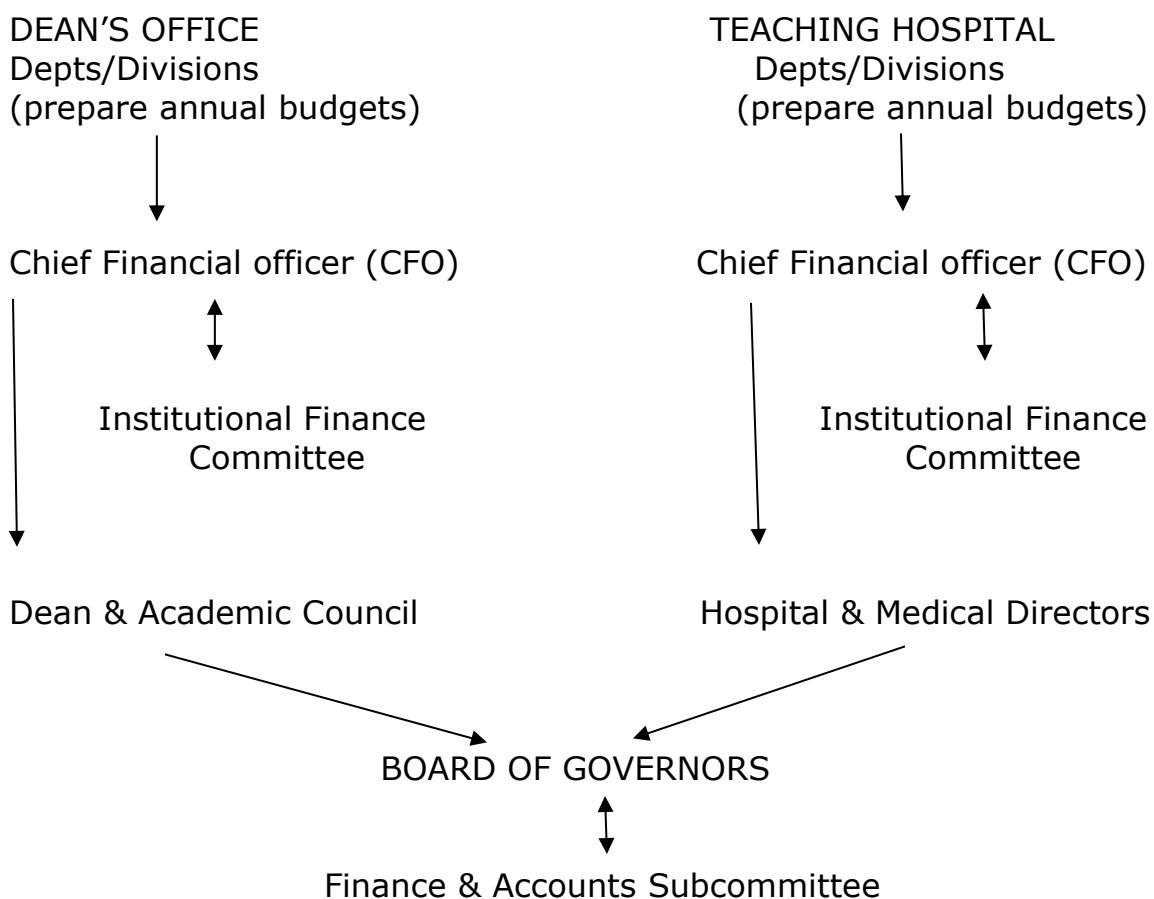 DEAN’S OFFICE
Depts/Divisions
(prepare annual budgets)
TEACHING HOSPITAL
Depts/Divisions
(prepare annual budgets)
Chief Financial officer (CFO)
Chief Financial officer (CFO)
Institutional Finance
Committee
Institutional Finance
Committee
Dean & Academic Council
Hospital & Medical Directors
BOARD OF GOVERNORS
Finance & Accounts Subcommittee